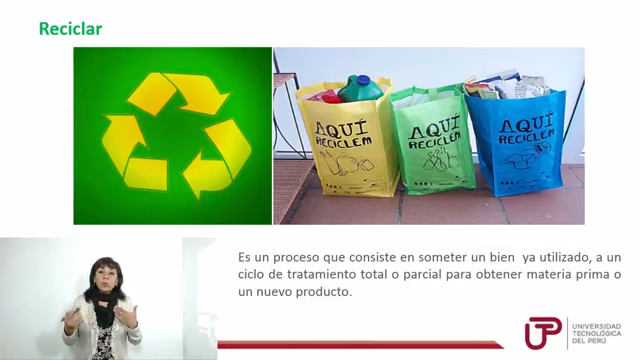 Reciclar
AQUÍ
RECICLEM
AQUÍ
RECICLEM
AQUÍ
RECICLEM
Es un proceso que consiste en someter un bien ya utilizado, a un
ciclo de tratamiento total o parcial para obtener materia prima o
un nuevo producto.
UTP
UNIVERSIDAD
TECNOLÓGICA
DEL PERÚ